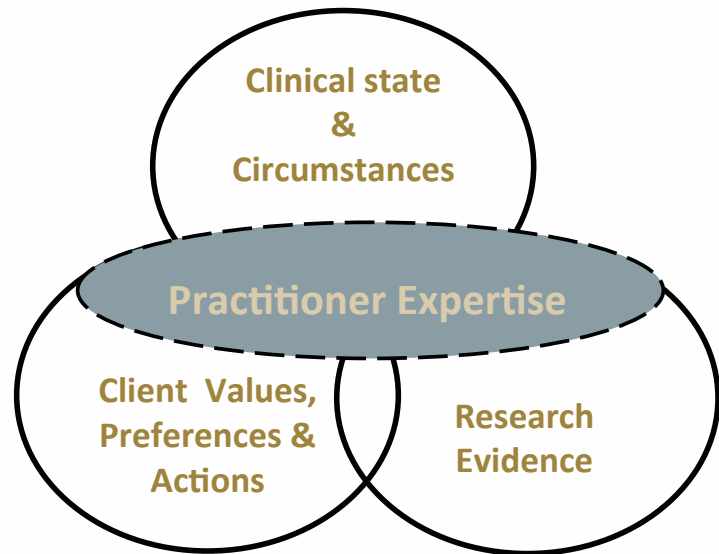 Clinical state
&
Circumstances
Practitioner Expertise
Client Values,
Preferences &
Actions
Research
Evidence